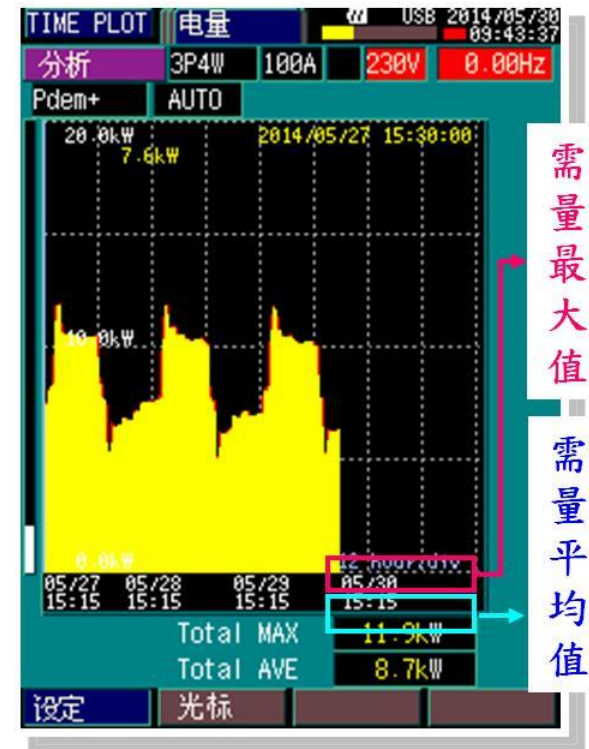 TIME PLOT 电量 USB 2014/05/30
09:43:37
分析 3P4W 100A 230V 0.00Hz
Pdem+ AUTO
20.0kW 2014/05/27 15:30:00
7.6kW
10.0kW
0.0kW 12 hour/div
05/27 05/28 05/29 05/30
15:15 15:15 15:15 15:15
Total MAX 11.9kW
Total AVE 8.7kW
设定 光标
需量最大值
需量平均值